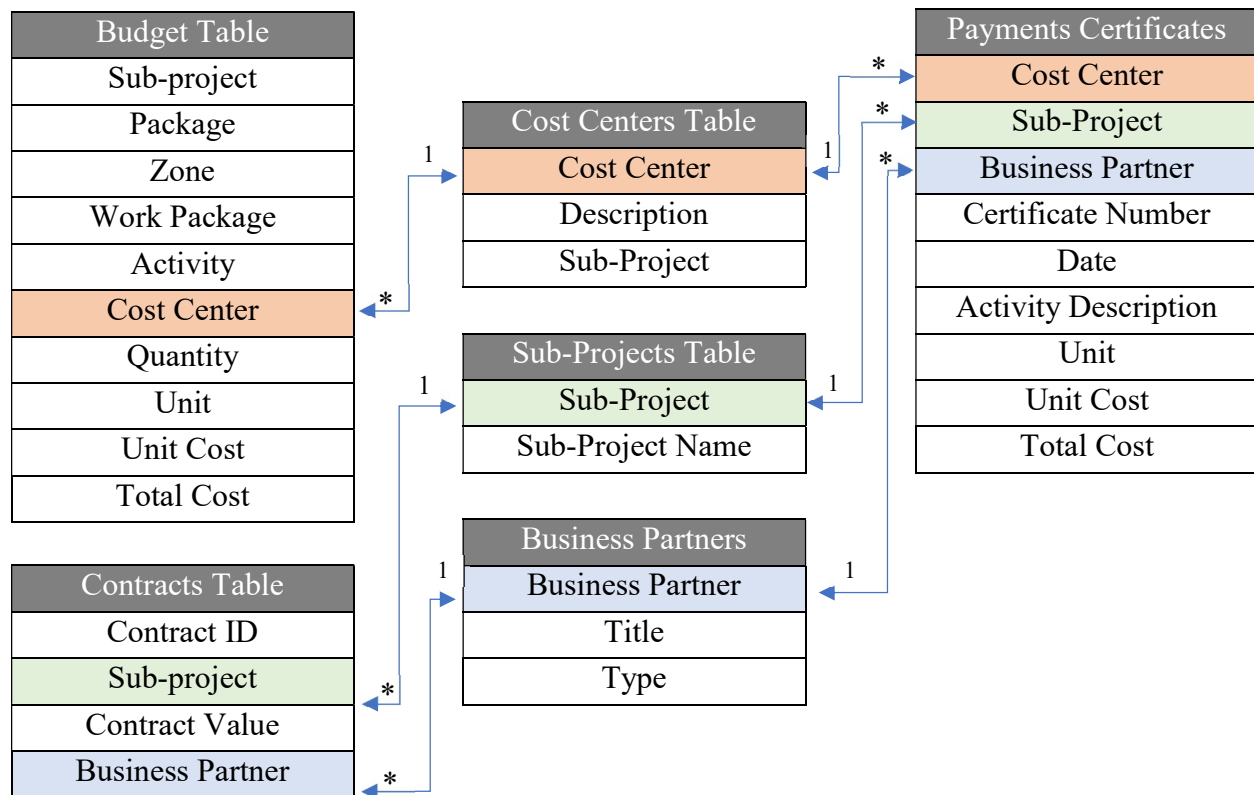 Budget Table
Sub-project
Package
Zone
Work Package
Activity
Cost Center
Quantity
Unit
Unit Cost
Total Cost
Contracts Table
Contract ID
Sub-project
Contract Value
Business Partner
1
*
1
*
1
*
Cost Centers Table
Cost Center
Description
Sub-Project
Sub-Projects Table
Sub-Project
Sub-Project Name
Business Partners
Business Partner
Title
Type
*
1
*
1
*
1
Payments Certificates
Cost Center
Sub-Project
Business Partner
Certificate Number
Date
Activity Description
Unit
Unit Cost
Total Cost